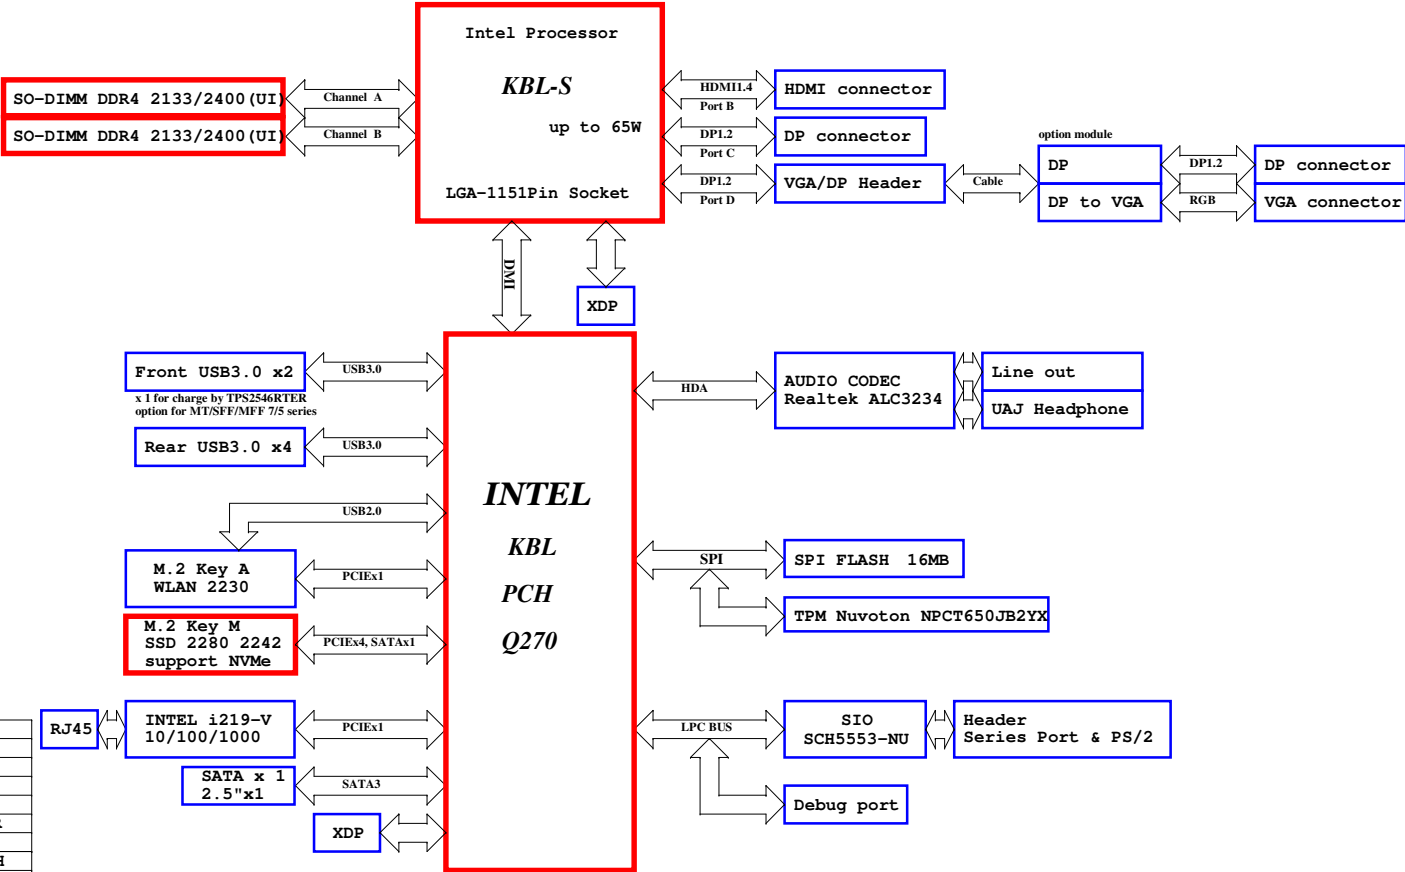 Intel Processor
KBL-S
up to 65W
LGA-1151Pin Socket
SO-DIMM DDR4 2133/2400(UI)
Channel A
SO-DIMM DDR4 2133/2400(UI)
Channel B
HDMI1.4
Port B
HDMI connector
DP1.2
Port C
DP connector
DP1.2
Port D
VGA/DP Header
Cable
option module
DP
DP1.2
DP connector
DP to VGA
RGB
VGA connector
DMI
XDP
Front USB3.0 x2
USB3.0
x 1 for charge by TPS2546RTER
option for MT/SFF/MFF 7/5 series
Rear USB3.0 x4
USB3.0
USB2.0
M.2 Key A
WLAN 2230
PCIEx1
M.2 Key M
SSD 2280 2242
support NVMe
PCIEx4, SATAx1
RJ45
INTEL i219-V
10/100/1000
PCIEx1
SATA x 1
2.5"x1
SATA3
XDP
INTEL
KBL
PCH
Q270
HDA
AUDIO CODEC
Realtek ALC3234
Line out
UAJ Headphone
SPI
SPI FLASH 16MB
TPM Nuvoton NPCT650JB2YX
LPC BUS
SIO
SCH5553-NU
Header
Series Port & PS/2
Debug port